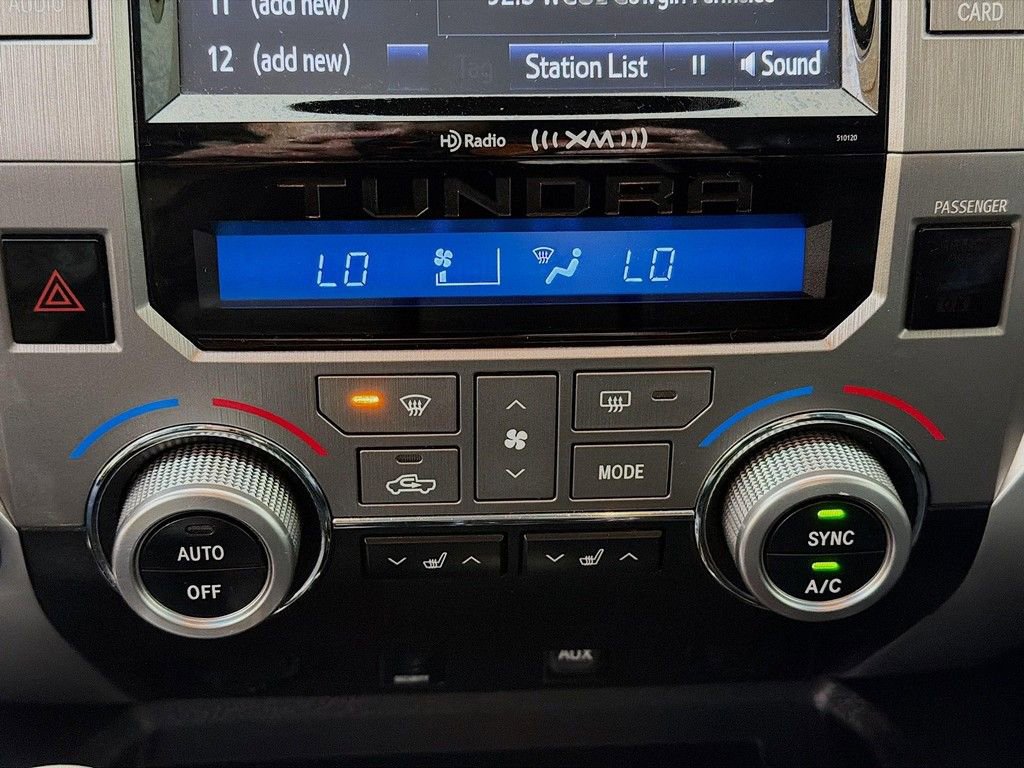 Audio
CARD
11 (add new)
12 (add new)
Station List
Sound
HD Radio
(((XM)))
510120
TUNDRA
PASSENGER
LO
LO
MODE
AUTO
OFF
SYNC
A/C
AUX